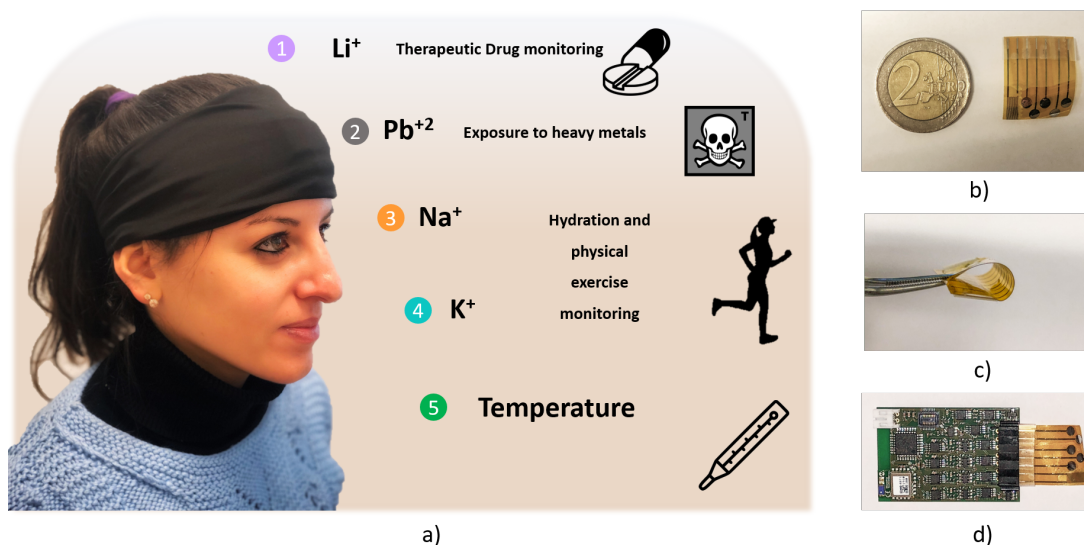 1 Li⁺ Therapeutic Drug monitoring
2 Pb⁺² Exposure to heavy metals
T
3 Na⁺
Hydration and
physical
exercise
monitoring
4 K⁺
5 Temperature
a)
2
b)
c)
d)